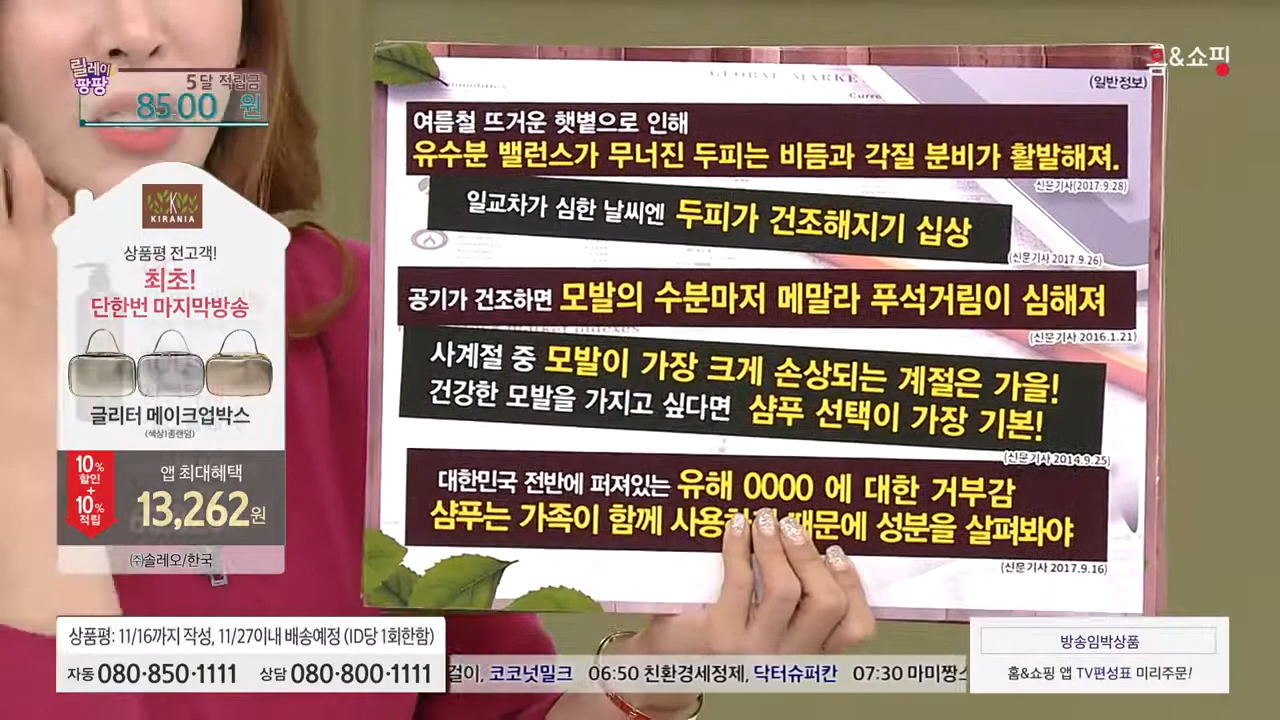 릴레이
팡팡
5달 적립금
8500 원
홈&쇼핑
GLOBAL MARKE
(일반정보)
여름철 뜨거운 햇볕으로 인해
유수분 밸런스가 무너진 두피는 비듬과 각질 분비가 활발해져.
신문기사(2017.9.28)
일교차가 심한 날씨엔 두피가 건조해지기 십상
(신문기사 2017.9.26)
공기가 건조하면 모발의 수분마저 메말라 푸석거림이 심해져
(신문기사 2016.1.21)
사계절 중 모발이 가장 크게 손상되는 계절은 가을!
건강한 모발을 가지고 싶다면 샴푸 선택이 가장 기본!
(신문기사 2014.9.25)
대한민국 전반에 퍼져있는 유해 0000 에 대한 거부감
샴푸는 가족이 함께 사용 때문에 성분을 살펴봐야
(신문기사 2017.9.16)
KIRANIA
상품평 전고객!
최초!
단한번 마지막방송
글리터 메이크업박스
(색상1종랜덤)
10%
할인
+
10%
적립
앱 최대혜택
13,262원
㈜솔레오/한국
상품평: 11/16까지 작성, 11/27이내 배송예정 (ID당 1회한함)
자동 080·850·1111 상담 080·800·1111
걸이, 코코넛밀크 06:50 친환경세정제, 닥터슈퍼칸 07:30 마미짱
방송임박상품
홈&쇼핑 앱 TV편성표 미리주문!